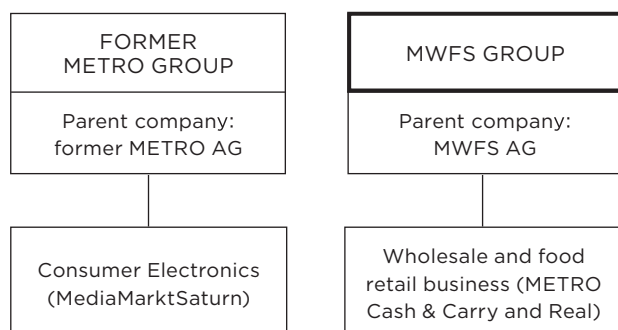 FORMER
METRO GROUP
Parent company:
former METRO AG
Consumer Electronics
(MediaMarktSaturn)
MWFS GROUP
Parent company:
MWFS AG
Wholesale and food
retail business (METRO
Cash & Carry and Real)